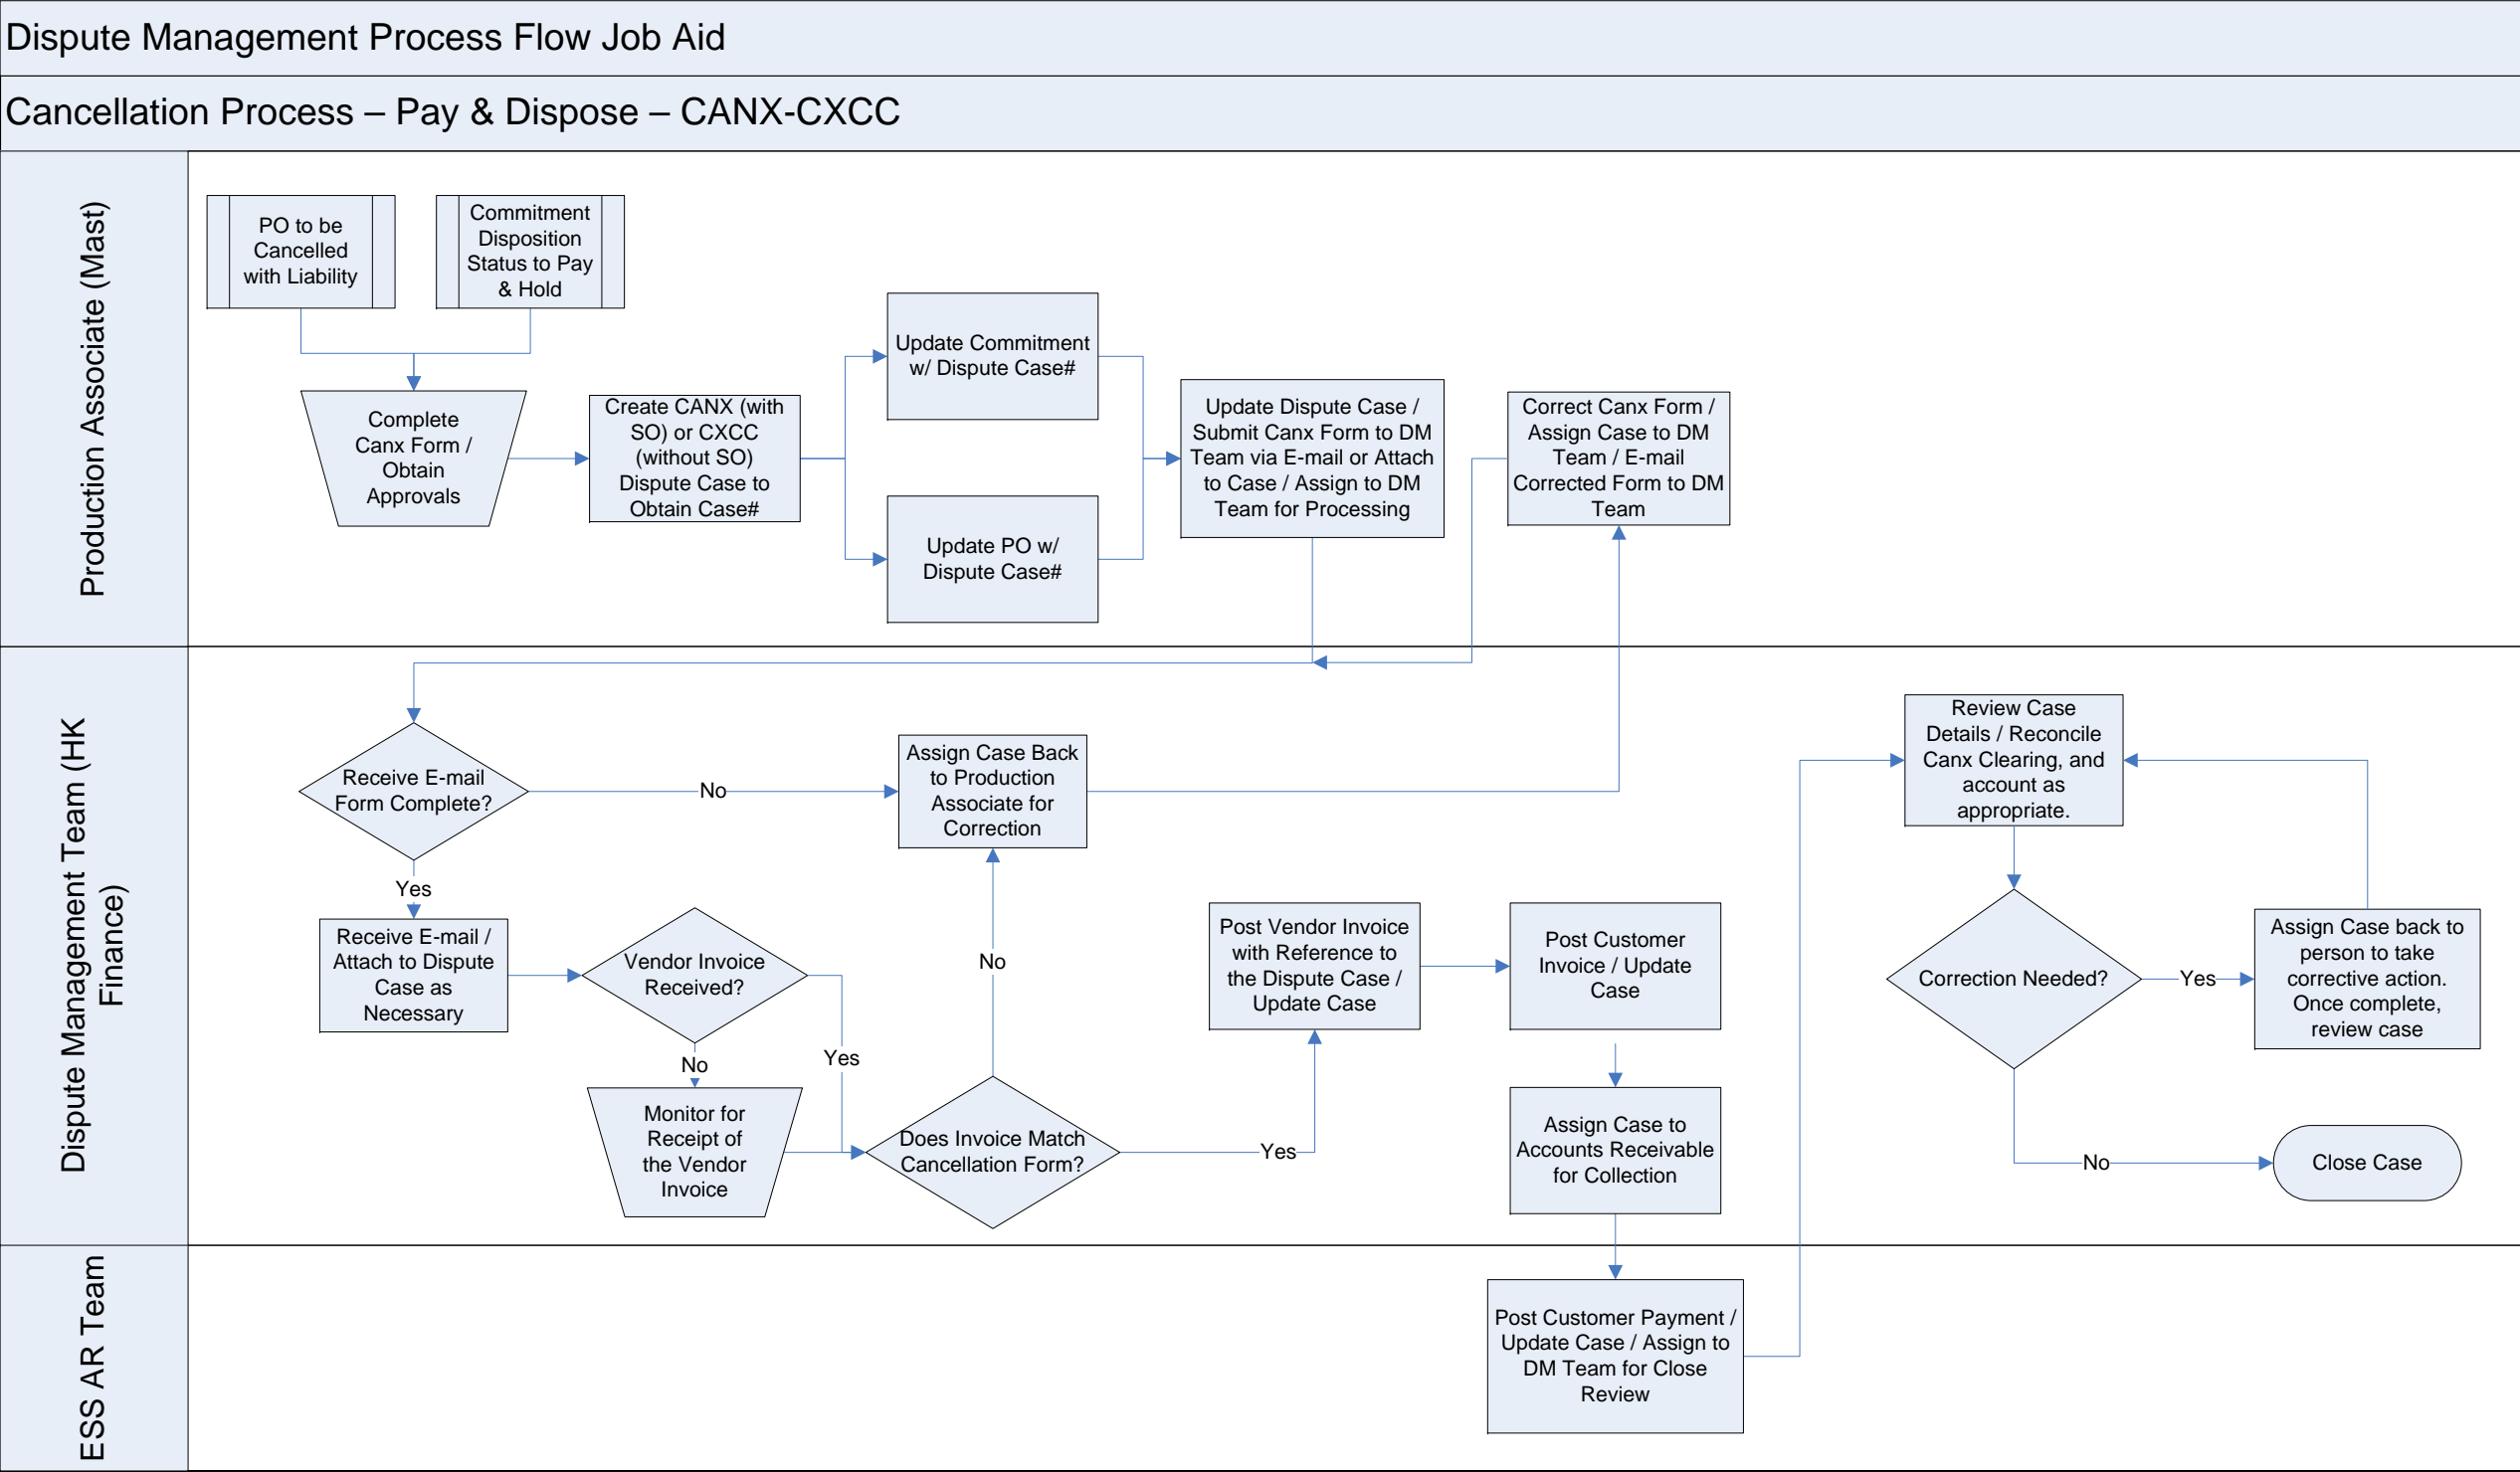 Dispute Management Process Flow Job Aid
Cancellation Process – Pay & Dispose – CANX-CXCC
Production Associate (Mast)
PO to be
Cancelled
with Liability
Commitment
Disposition
Status to Pay
& Hold
Complete
Canx Form /
Obtain
Approvals
Create CANX (with
SO) or CXCC
(without SO)
Dispute Case to
Obtain Case#
Update Commitment
w/ Dispute Case#
Update PO w/
Dispute Case#
Update Dispute Case /
Submit Canx Form to DM
Team via E-mail or Attach
to Case / Assign to DM
Team for Processing
Correct Canx Form /
Assign Case to DM
Team / E-mail
Corrected Form to DM
Team
Dispute Management Team (HK
Finance)
Receive E-mail
Form Complete?
No
Assign Case Back
to Production
Associate for
Correction
Yes
Receive E-mail /
Attach to Dispute
Case as
Necessary
Vendor Invoice
Received?
No
Yes
Monitor for
Receipt of
the Vendor
Invoice
Does Invoice Match
Cancellation Form?
No
Yes
Post Vendor Invoice
with Reference to
the Dispute Case /
Update Case
Post Customer
Invoice / Update
Case
Assign Case to
Accounts Receivable
for Collection
Review Case
Details / Reconcile
Canx Clearing, and
account as
appropriate.
Correction Needed?
Yes
Assign Case back to
person to take
corrective action.
Once complete,
review case
No
Close Case
ESS AR Team
Post Customer Payment /
Update Case / Assign to
DM Team for Close
Review